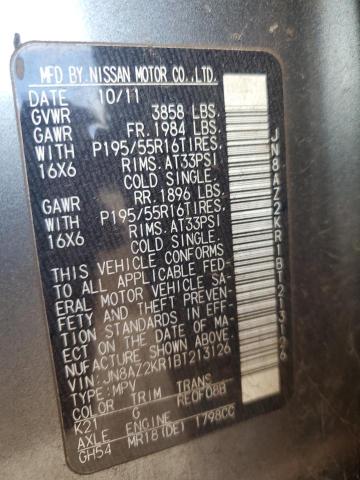 MFD. BY NISSAN MOTOR CO., LTD.
DATE 10/11
GVWR 3858 LBS.
GAWR FR. 1984 LBS.
WITH P195/55R16TIRES.
16X6 RIMS. AT33PSI
COLD SINGLE.
GAWR RR. 1896 LBS.
WITH P195/55R16TIRES.
16X6 RIMS. AT33PSI
COLD SINGLE.
THIS VEHICLE CONFORMS
TO ALL APPLICABLE FED-
ERAL MOTOR VEHICLE SA-
FETY AND THEFT PREVEN-
TION STANDARDS IN EFF-
ECT ON THE DATE OF MA-
NUFACTURE SHOWN ABOVE.
VIN:JN8AZ2KR1BT213126
TYPE:MPV
COLOR TRIM TRANS
K21 G RE0F08B
AXLE ENGINE
GH54 MR18(DE) 1798CC
JN8AZ2KR1BT213126